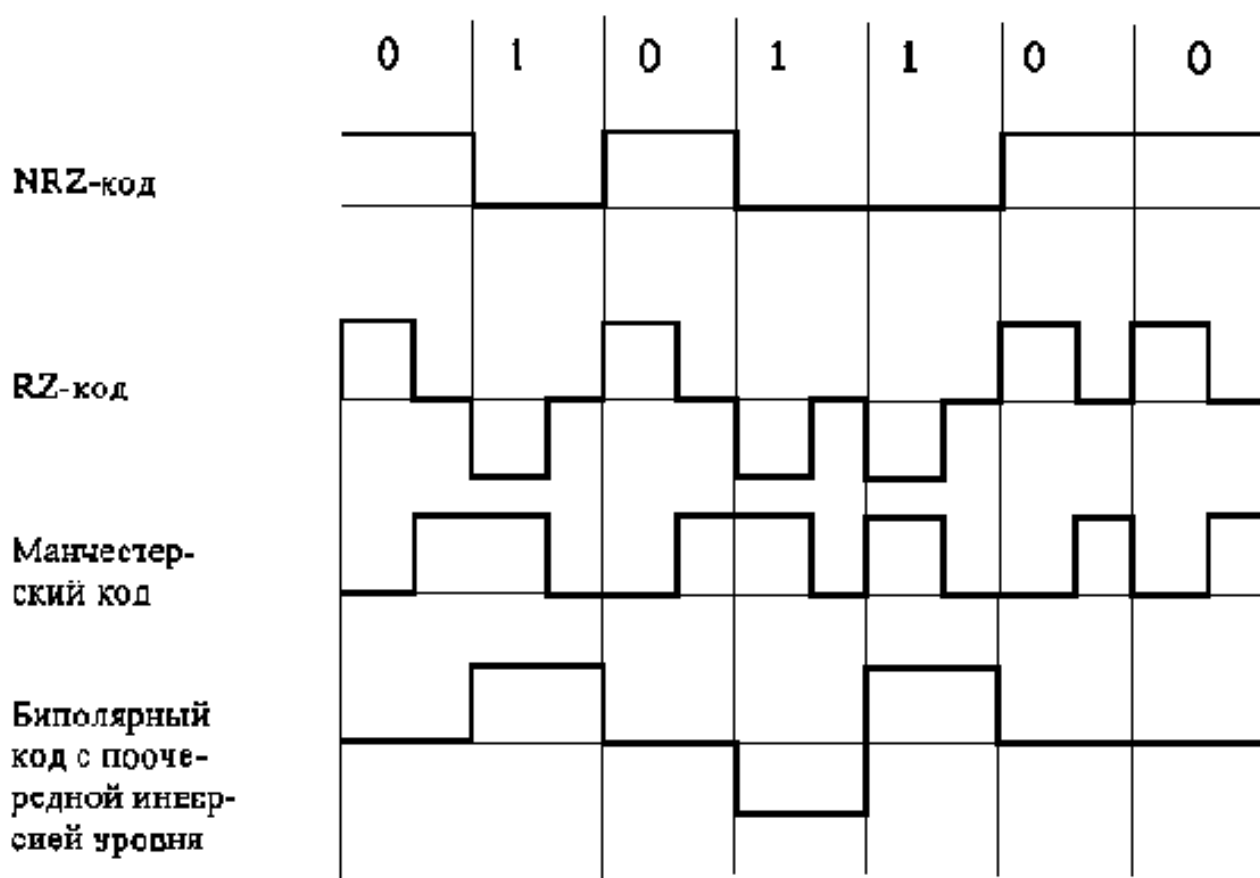 0 1 0 1 1 0 0
NRZ-код
RZ-код
Манчестер-
ский код
Биполярный
код с пооче-
редной инвер-
сией уровня